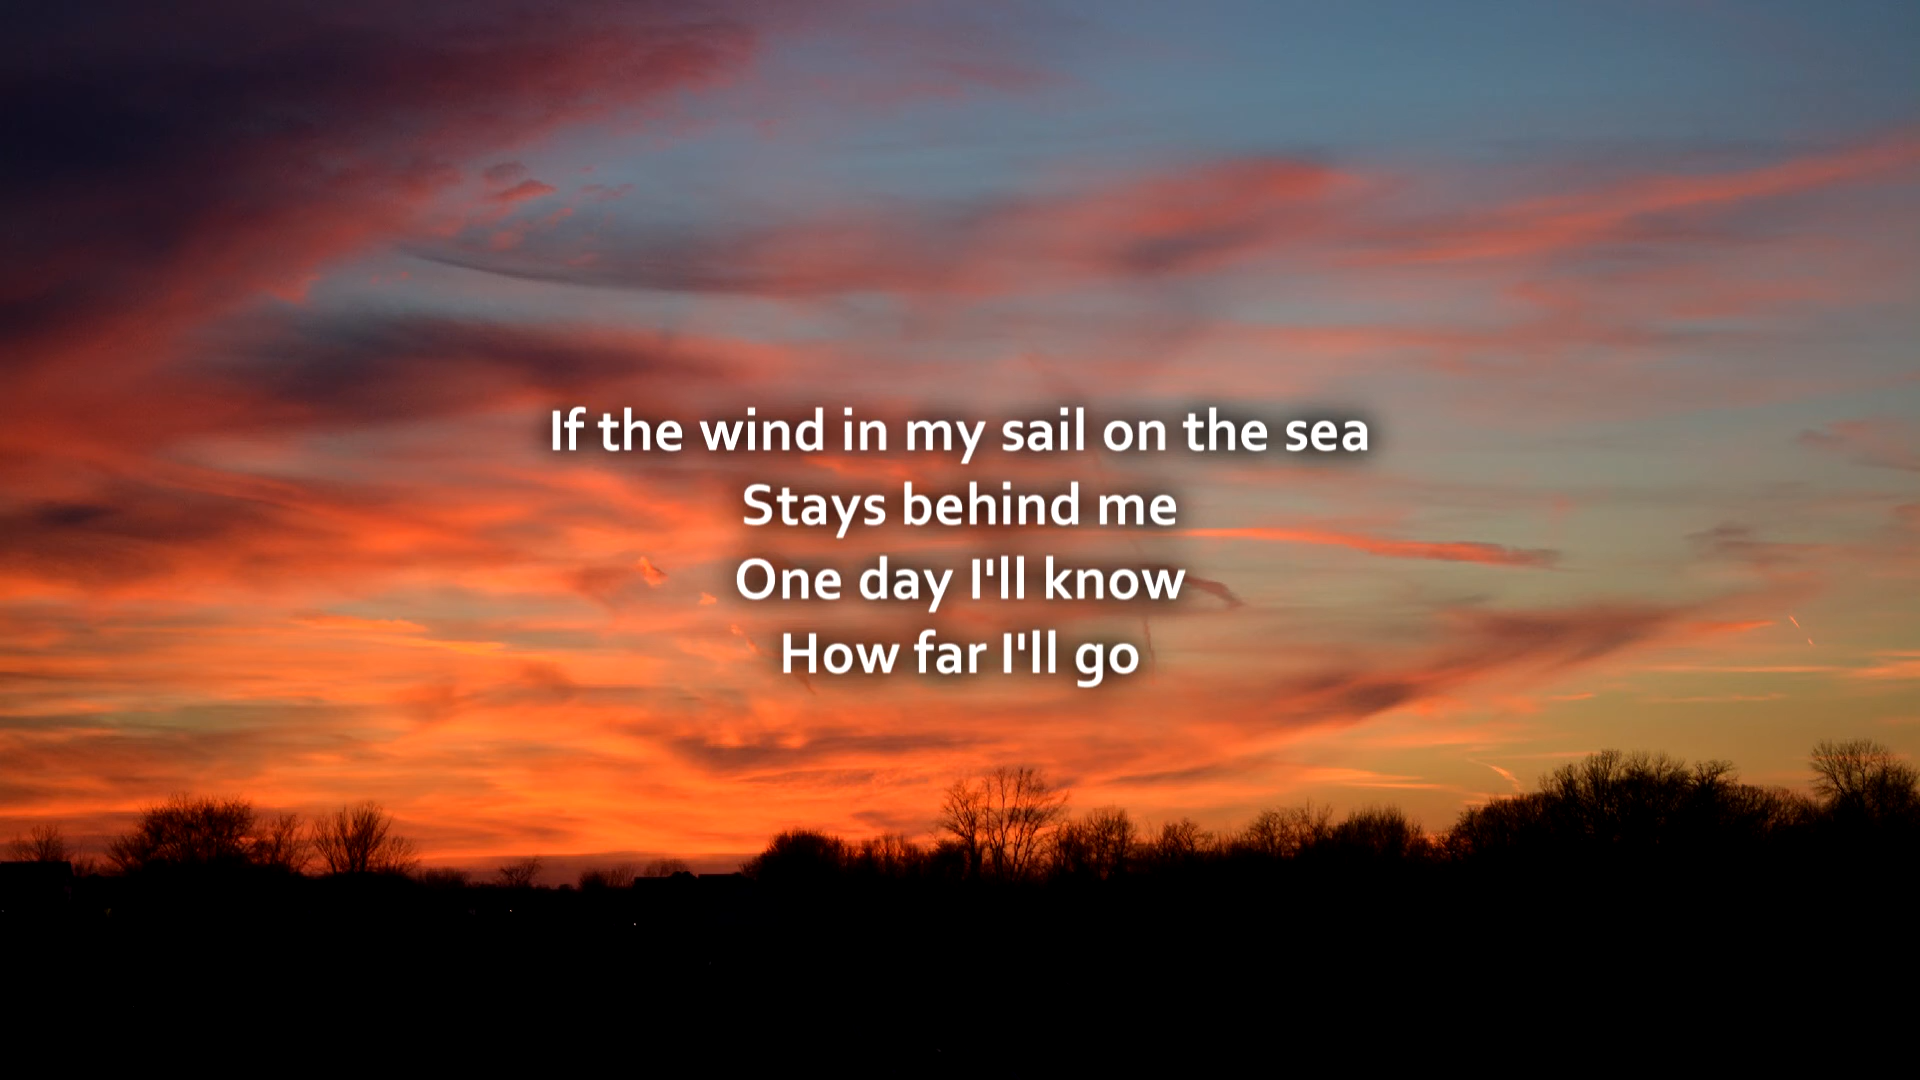 If the wind in my sail on the sea
Stays behind me
One day I'll know
How far I'll go